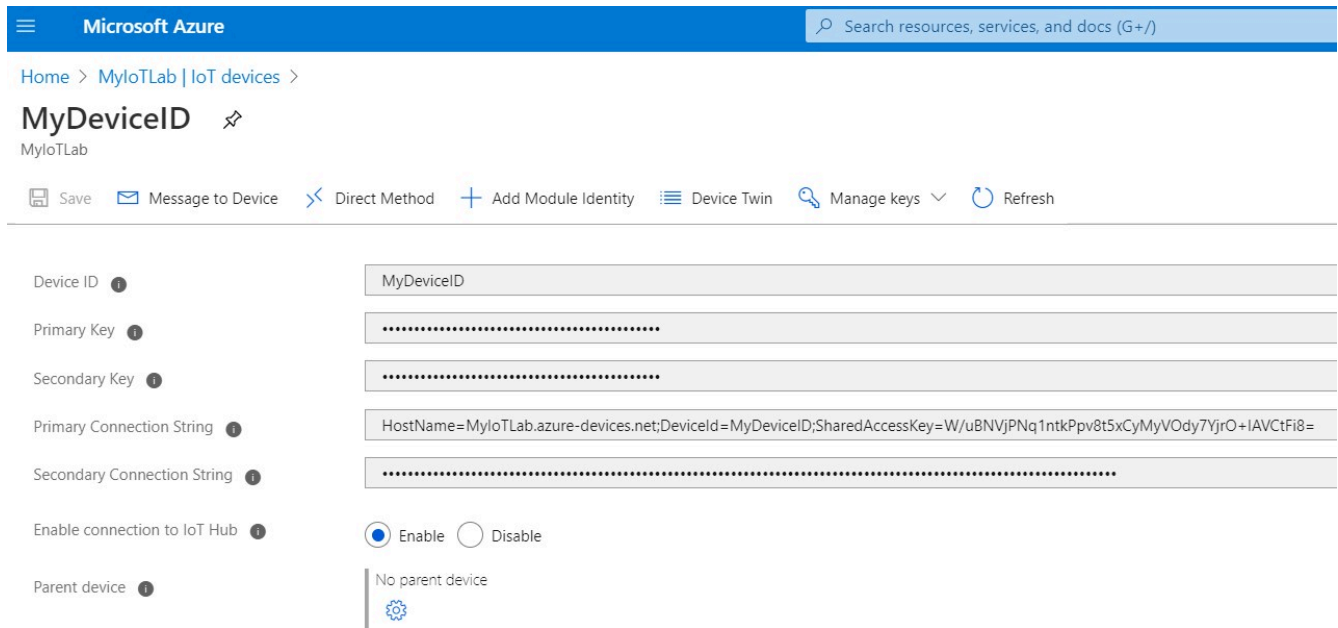 Microsoft Azure
Search resources, services, and docs (G+/)
Home > MyIoTLab | IoT devices >
MyDeviceID
MyIoTLab
Save Message to Device Direct Method Add Module Identity Device Twin Manage keys Refresh
Device ID MyDeviceID
Primary Key ••••••••••••••••••••••••••••••••••••••••••••
Secondary Key ••••••••••••••••••••••••••••••••••••••••••••
Primary Connection String HostName=MyIoTLab.azure-devices.net;DeviceId=MyDeviceID;SharedAccessKey=W/uBNVjPNq1ntkPpv8t5xCyMyVOdy7YjrO+IAVCtFi8=
Secondary Connection String ••••••••••••••••••••••••••••••••••••••••••••••••••••••••••••••••••••••••••••••••••••••••••••••••••••••••••••••••••••
Enable connection to IoT Hub Enable Disable
Parent device No parent device